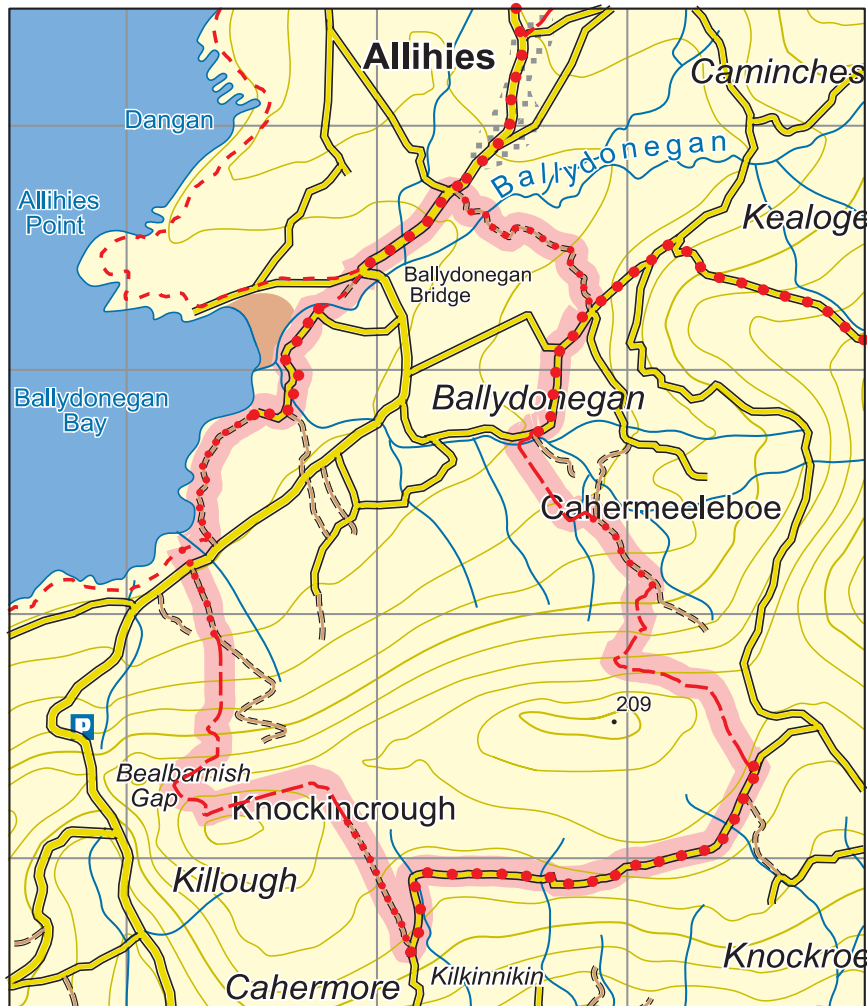 Allihies
Caminches
Dangan
Ballydonegan
Allihies
Point
Kealoge
Ballydonegan
Bridge
Ballydonegan
Bay
Ballydonegan
Cahermeeleboe
209
P
Bealbarnish
Gap
Knockincrough
Killough
Knockroe
Cahermore
Kilkinnikin